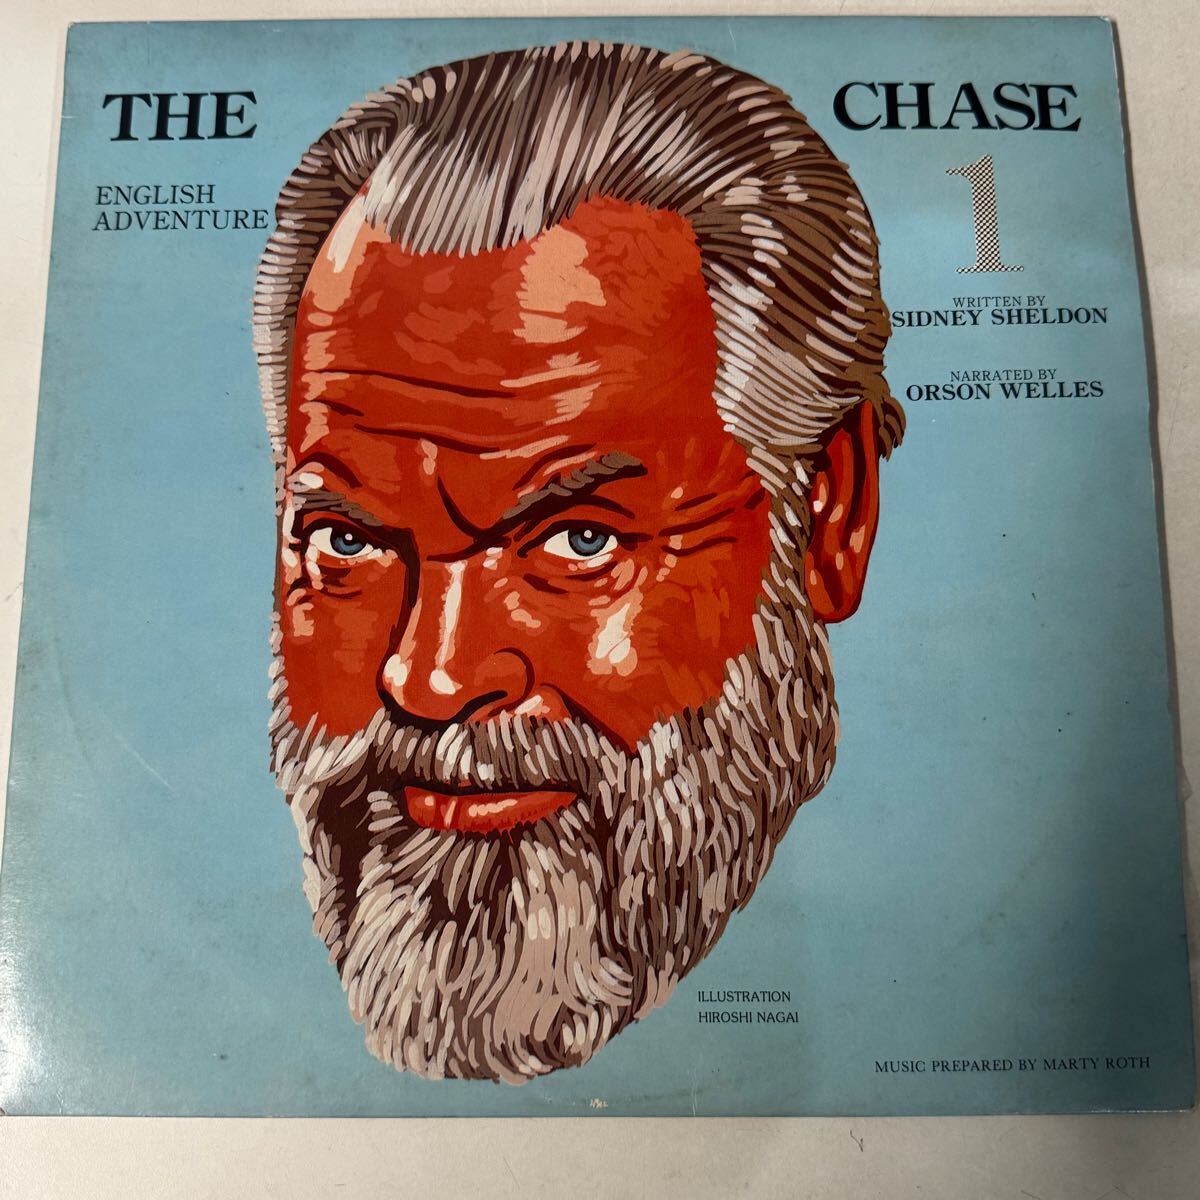 THE CHASE
ENGLISH
ADVENTURE
1
WRITTEN BY
SIDNEY SHELDON
NARRATED BY
ORSON WELLES
ILLUSTRATION
HIROSHI NAGAI
MUSIC PREPARED BY MARTY ROTH